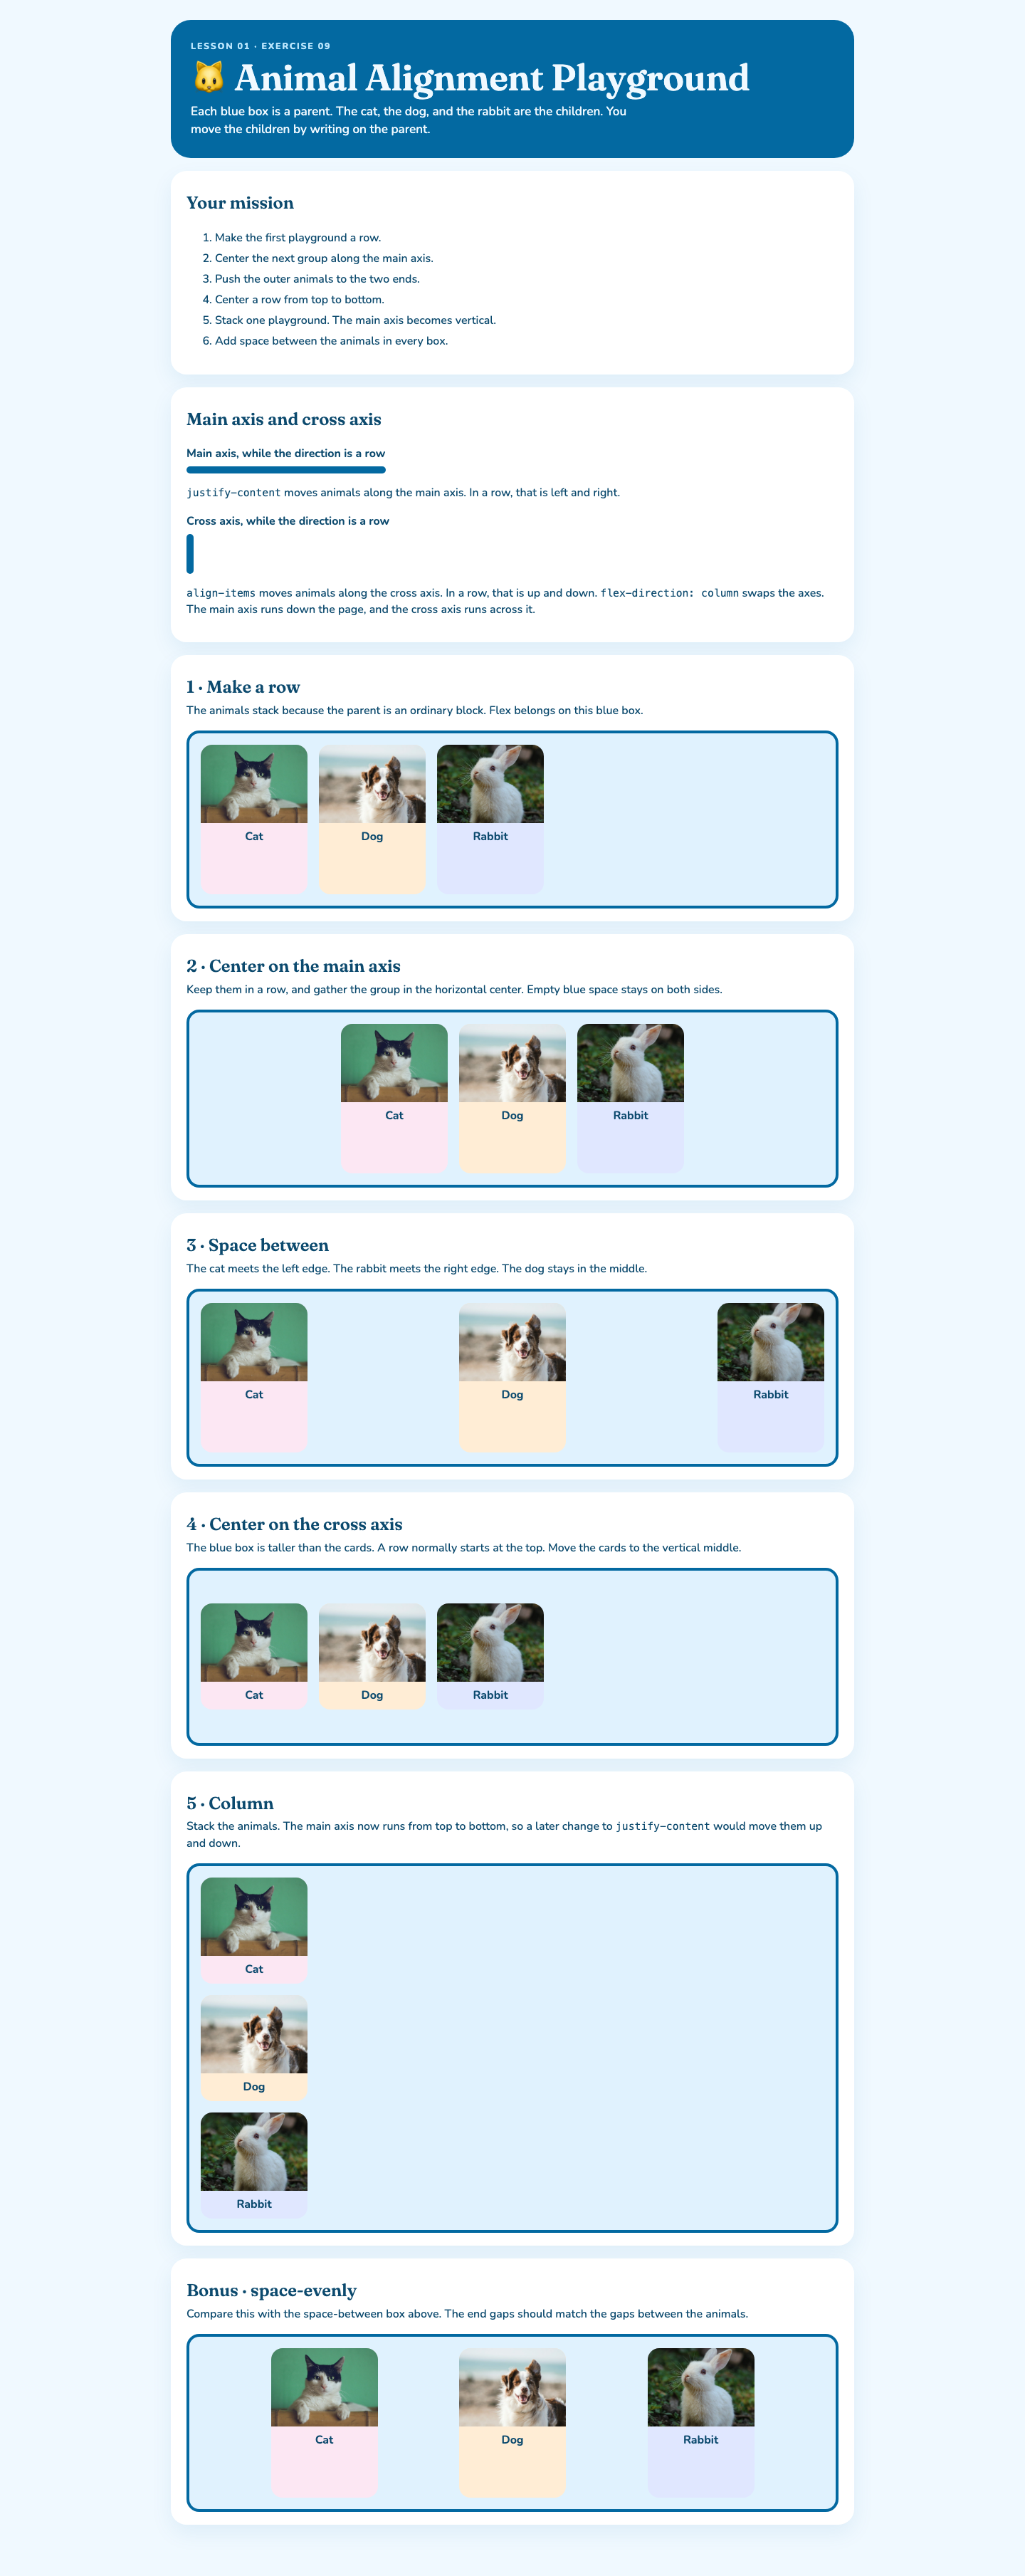 LESSON 01 · EXERCISE 09
🐱 Animal Alignment Playground
Each blue box is a parent. The cat, the dog, and the rabbit are the children. You
move the children by writing on the parent.
Your mission
1. Make the first playground a row.
2. Center the next group along the main axis.
3. Push the outer animals to the two ends.
4. Center a row from top to bottom.
5. Stack one playground. The main axis becomes vertical.
6. Add space between the animals in every box.
Main axis and cross axis
Main axis, while the direction is a row
justify-content moves animals along the main axis. In a row, that is left and right.
Cross axis, while the direction is a row
align-items moves animals along the cross axis. In a row, that is up and down. flex-direction: column swaps the axes.
The main axis runs down the page, and the cross axis runs across it.
1 · Make a row
The animals stack because the parent is an ordinary block. Flex belongs on this blue box.
Cat Dog Rabbit
2 · Center on the main axis
Keep them in a row, and gather the group in the horizontal center. Empty blue space stays on both sides.
Cat Dog Rabbit
3 · Space between
The cat meets the left edge. The rabbit meets the right edge. The dog stays in the middle.
Cat Dog Rabbit
4 · Center on the cross axis
The blue box is taller than the cards. A row normally starts at the top. Move the cards to the vertical middle.
Cat Dog Rabbit
5 · Column
Stack the animals. The main axis now runs from top to bottom, so a later change to justify-content would move them up
and down.
Cat
Dog
Rabbit
Bonus · space-evenly
Compare this with the space-between box above. The end gaps should match the gaps between the animals.
Cat Dog Rabbit